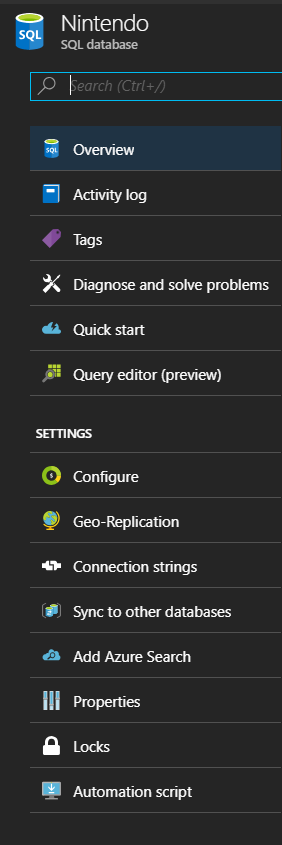 SQL
Nintendo
SQL database
Search (Ctrl+/)
SQL
Overview
Activity log
Tags
Diagnose and solve problems
Quick start
Query editor (preview)
SETTINGS
Configure
Geo-Replication
Connection strings
Sync to other databases
Add Azure Search
Properties
Locks
Automation script